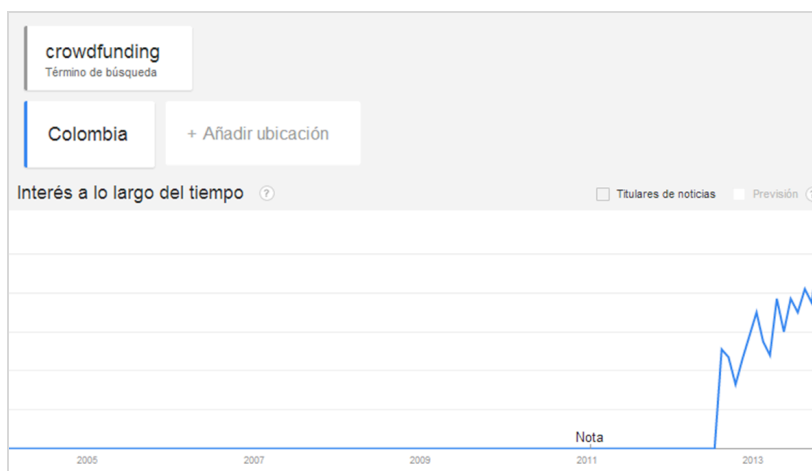 crowdfunding
Término de búsqueda
Colombia
+ Añadir ubicación
Interés a lo largo del tiempo ?
Titulares de noticias
Previsión ?
Nota
2005 2007 2009 2011 2013